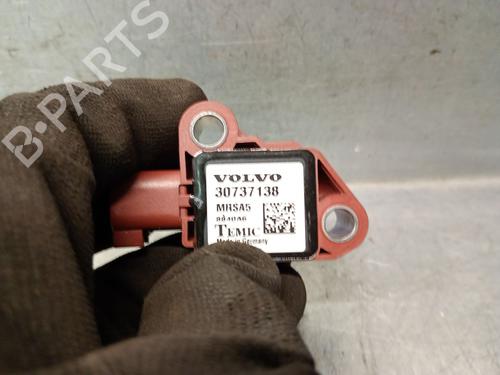 B-PARTS
VOLVO
30737138
MRSA5
TEMIC
Made in Germany